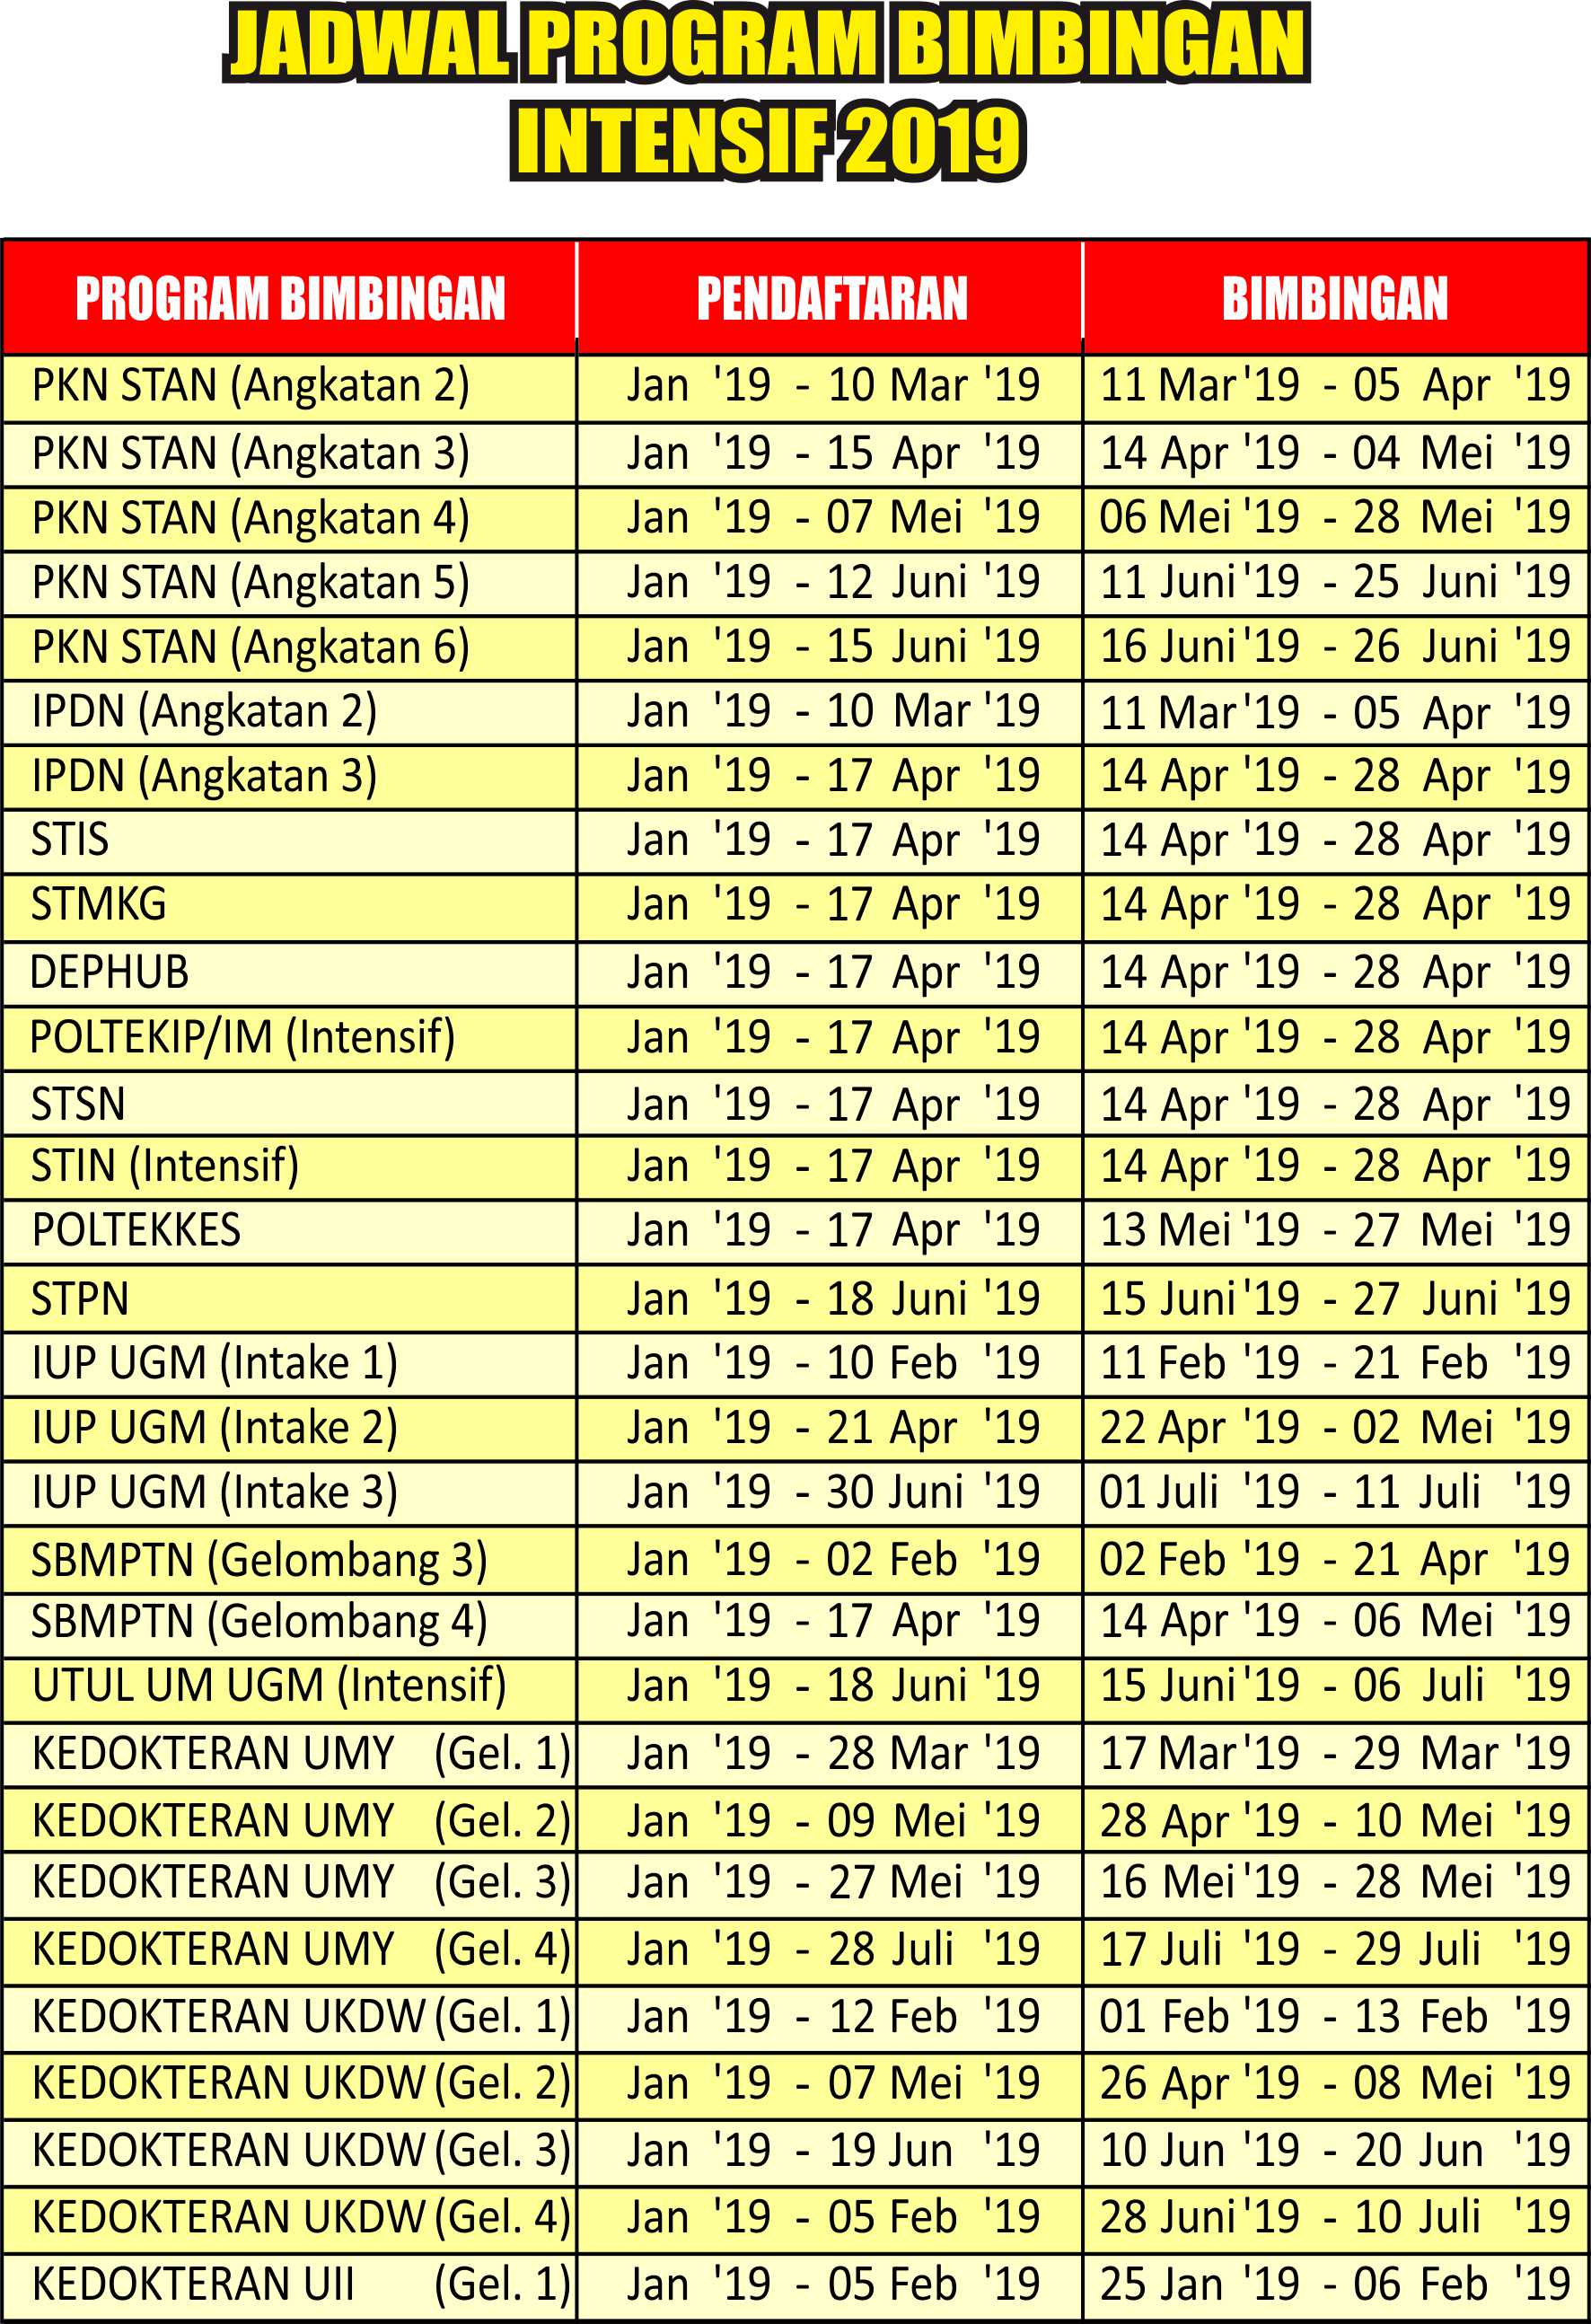 JADWAL PROGRAM BIMBINGAN
INTENSIF 2019
PROGRAM BIMBINGAN PENDAFTARAN BIMBINGAN
PKN STAN (Angkatan 2) Jan '19 - 10 Mar '19 11 Mar '19 - 05 Apr '19
PKN STAN (Angkatan 3) Jan '19 - 15 Apr '19 14 Apr '19 - 04 Mei '19
PKN STAN (Angkatan 4) Jan '19 - 07 Mei '19 06 Mei '19 - 28 Mei '19
PKN STAN (Angkatan 5) Jan '19 - 12 Juni '19 11 Juni '19 - 25 Juni '19
PKN STAN (Angkatan 6) Jan '19 - 15 Juni '19 16 Juni '19 - 26 Juni '19
IPDN (Angkatan 2) Jan '19 - 10 Mar '19 11 Mar '19 - 05 Apr '19
IPDN (Angkatan 3) Jan '19 - 17 Apr '19 14 Apr '19 - 28 Apr '19
STIS Jan '19 - 17 Apr '19 14 Apr '19 - 28 Apr '19
STMKG Jan '19 - 17 Apr '19 14 Apr '19 - 28 Apr '19
DEPHUB Jan '19 - 17 Apr '19 14 Apr '19 - 28 Apr '19
POLTEKIP/IM (Intensif) Jan '19 - 17 Apr '19 14 Apr '19 - 28 Apr '19
STSN Jan '19 - 17 Apr '19 14 Apr '19 - 28 Apr '19
STIN (Intensif) Jan '19 - 17 Apr '19 14 Apr '19 - 28 Apr '19
POLTEKKES Jan '19 - 17 Apr '19 13 Mei '19 - 27 Mei '19
STPN Jan '19 - 18 Juni '19 15 Juni '19 - 27 Juni '19
IUP UGM (Intake 1) Jan '19 - 10 Feb '19 11 Feb '19 - 21 Feb '19
IUP UGM (Intake 2) Jan '19 - 21 Apr '19 22 Apr '19 - 02 Mei '19
IUP UGM (Intake 3) Jan '19 - 30 Juni '19 01 Juli '19 - 11 Juli '19
SBMPTN (Gelombang 3) Jan '19 - 02 Feb '19 02 Feb '19 - 21 Apr '19
SBMPTN (Gelombang 4) Jan '19 - 17 Apr '19 14 Apr '19 - 06 Mei '19
UTUL UM UGM (Intensif) Jan '19 - 18 Juni '19 15 Juni '19 - 06 Juli '19
KEDOKTERAN UMY (Gel. 1) Jan '19 - 28 Mar '19 17 Mar '19 - 29 Mar '19
KEDOKTERAN UMY (Gel. 2) Jan '19 - 09 Mei '19 28 Apr '19 - 10 Mei '19
KEDOKTERAN UMY (Gel. 3) Jan '19 - 27 Mei '19 16 Mei '19 - 28 Mei '19
KEDOKTERAN UMY (Gel. 4) Jan '19 - 28 Juli '19 17 Juli '19 - 29 Juli '19
KEDOKTERAN UKDW (Gel. 1) Jan '19 - 12 Feb '19 01 Feb '19 - 13 Feb '19
KEDOKTERAN UKDW (Gel. 2) Jan '19 - 07 Mei '19 26 Apr '19 - 08 Mei '19
KEDOKTERAN UKDW (Gel. 3) Jan '19 - 19 Jun '19 10 Jun '19 - 20 Jun '19
KEDOKTERAN UKDW (Gel. 4) Jan '19 - 05 Feb '19 28 Juni '19 - 10 Juli '19
KEDOKTERAN UII (Gel. 1) Jan '19 - 05 Feb '19 25 Jan '19 - 06 Feb '19